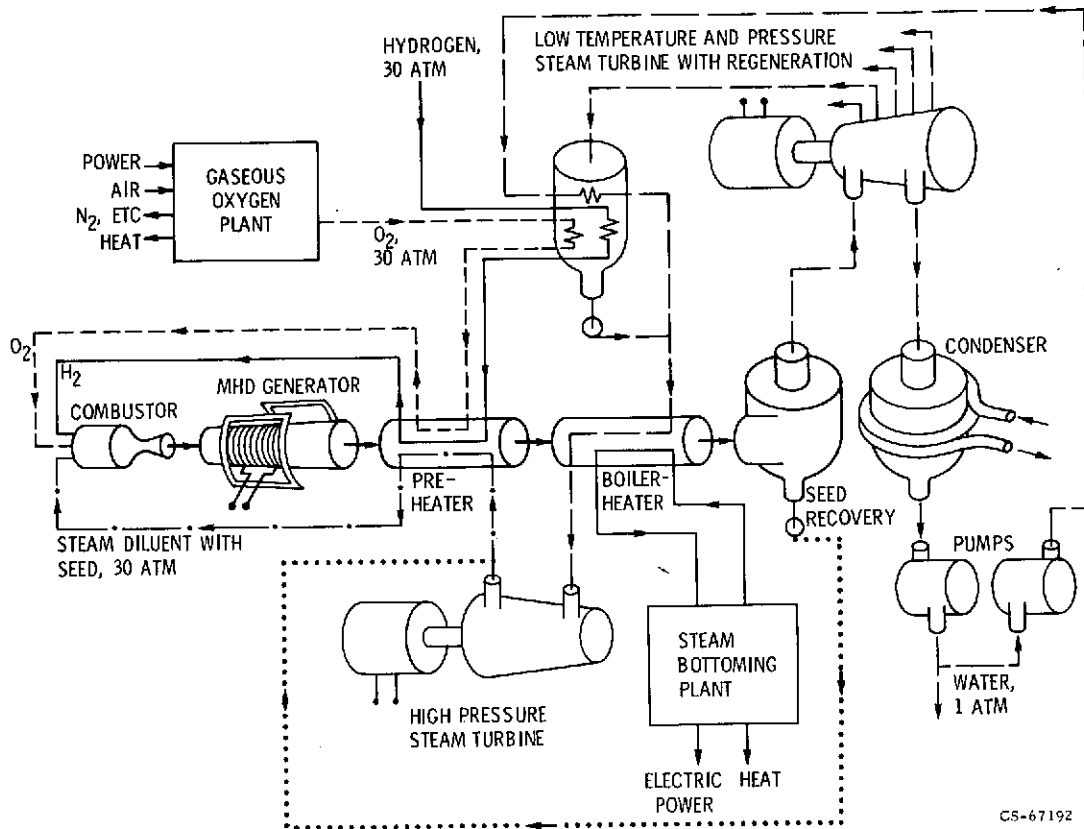 HYDROGEN,
30 ATM
LOW TEMPERATURE AND PRESSURE
STEAM TURBINE WITH REGENERATION
POWER
AIR
N2, ETC
HEAT
GASEOUS
OXYGEN
PLANT
O2,
30 ATM
O2
H2
MHD GENERATOR
COMBUSTOR
CONDENSER
PRE-
HEATER
BOILER-
HEATER
SEED
RECOVERY
STEAM DILUENT WITH
SEED, 30 ATM
PUMPS
STEAM
BOTTOMING
PLANT
WATER,
1 ATM
HIGH PRESSURE
STEAM TURBINE
ELECTRIC
POWER
HEAT
CS-67192